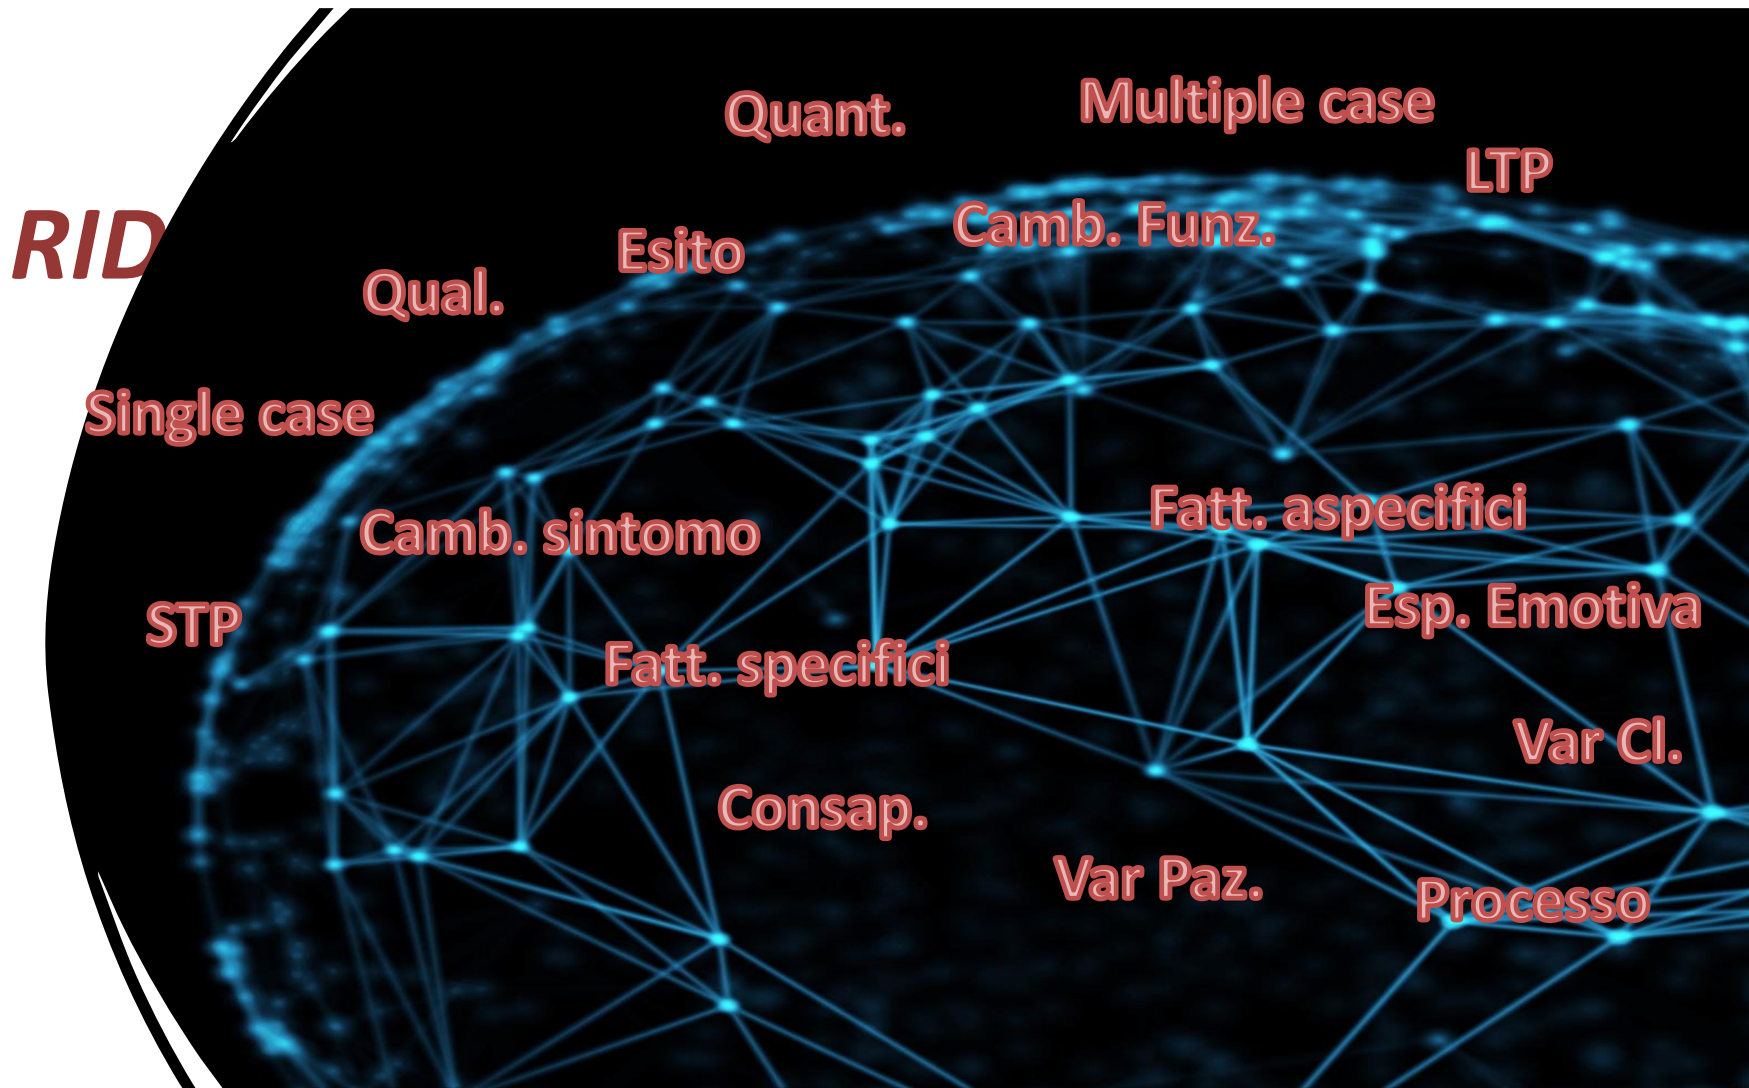 Multiple case
Quant.
LTP
Camb. Funz.
RID
Esito
Qual.
Single case
Fatt. aspecifici
Camb. sintomo
Esp. Emotiva
STP
Fatt. specifici
Var Cl.
Consap.
Var Paz.
Processo